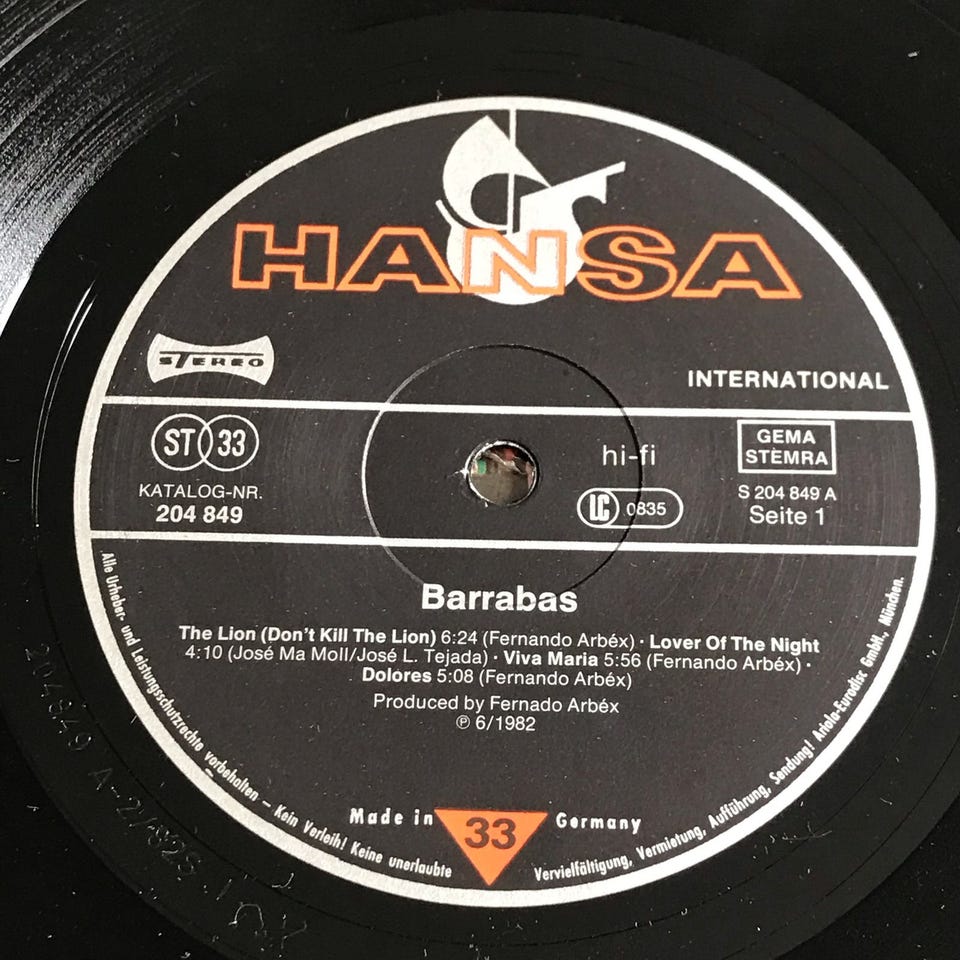 HANSA
STEREO
INTERNATIONAL
ST 33
hi-fi
GEMA
STÈMRA
KATALOG-NR.
204 849
LC 0835
S 204 849 A
Seite 1
Barrabas
The Lion (Don't Kill The Lion) 6:24 (Fernando Arbéx) · Lover Of The Night
4:10 (José Ma Moll/José L. Tejada) · Viva Maria 5:56 (Fernando Arbéx) ·
Dolores 5:08 (Fernando Arbéx)
Produced by Fernado Arbéx
℗ 6/1982
Made in 33 Germany
Alle Urheber- und Leistungsschutzrechte vorbehalten – Kein Verleih! Keine unerlaubte Vervielfältigung, Vermietung, Aufführung, Sendung! Ariola-Eurodisc GmbH., München.
204849